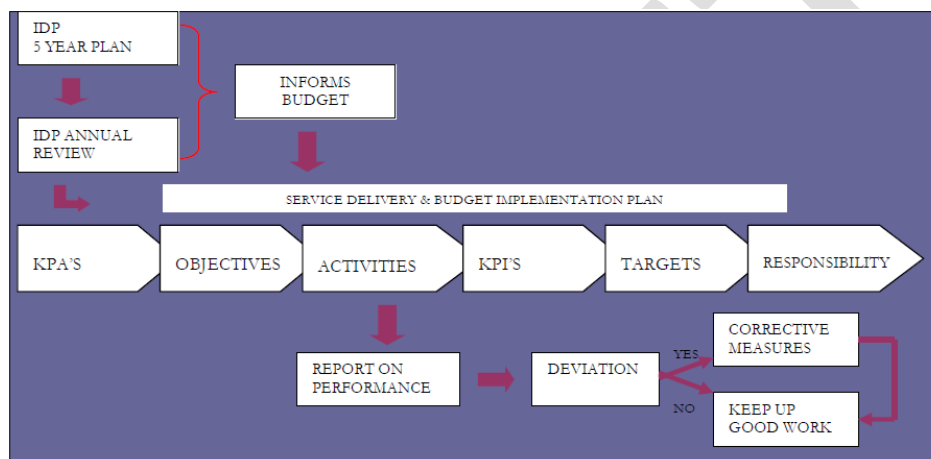 IDP
5 YEAR PLAN
INFORMS
BUDGET
IDP ANNUAL
REVIEW
SERVICE DELIVERY & BUDGET IMPLEMENTATION PLAN
KPA'S
OBJECTIVES
ACTIVITIES
KPI'S
TARGETS
RESPONSIBILITY
REPORT ON
PERFORMANCE
DEVIATION
YES
CORRECTIVE
MEASURES
NO
KEEP UP
GOOD WORK